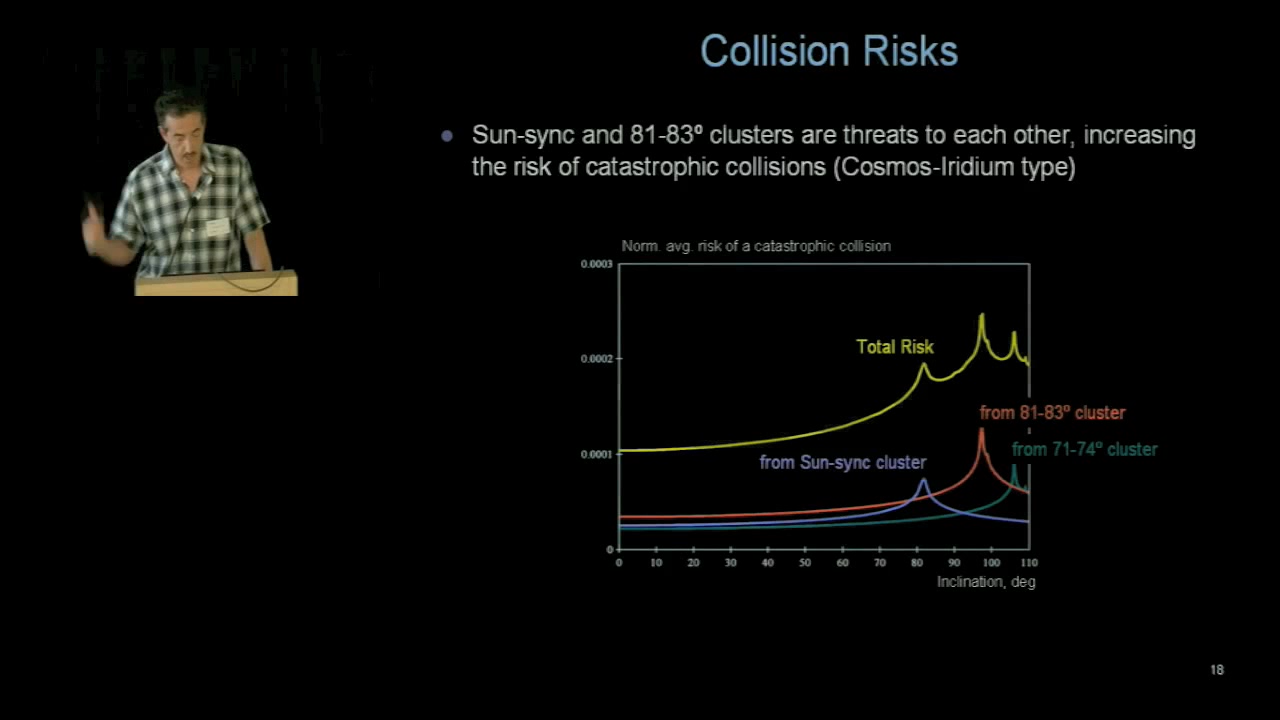 Collision Risks
Sun-sync and 81-83º clusters are threats to each other, increasing
the risk of catastrophic collisions (Cosmos-Iridium type)
Norm. avg. risk of a catastrophic collision
0.0003
0.0002
0.0001
0
Total Risk
from 81-83º cluster
from 71-74º cluster
from Sun-sync cluster
0 10 20 30 40 50 60 70 80 90 100 110
Inclination, deg
18